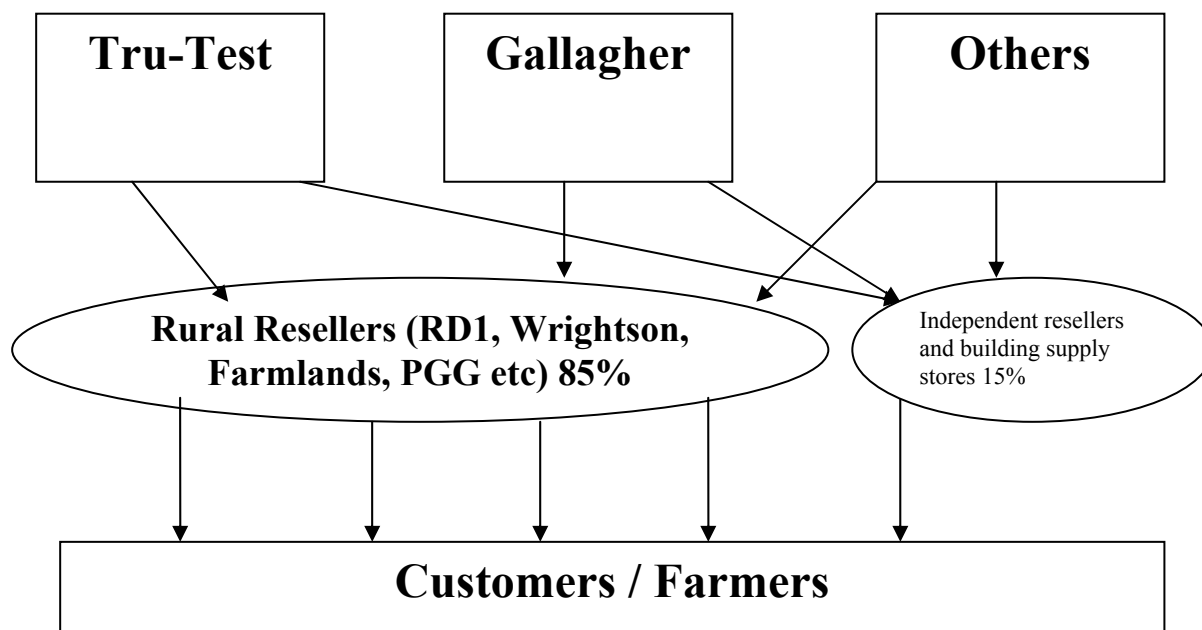 Tru-Test
Gallagher
Others
Rural Resellers (RD1, Wrightson,
Farmlands, PGG etc) 85%
Independent resellers
and building supply
stores 15%
Customers / Farmers